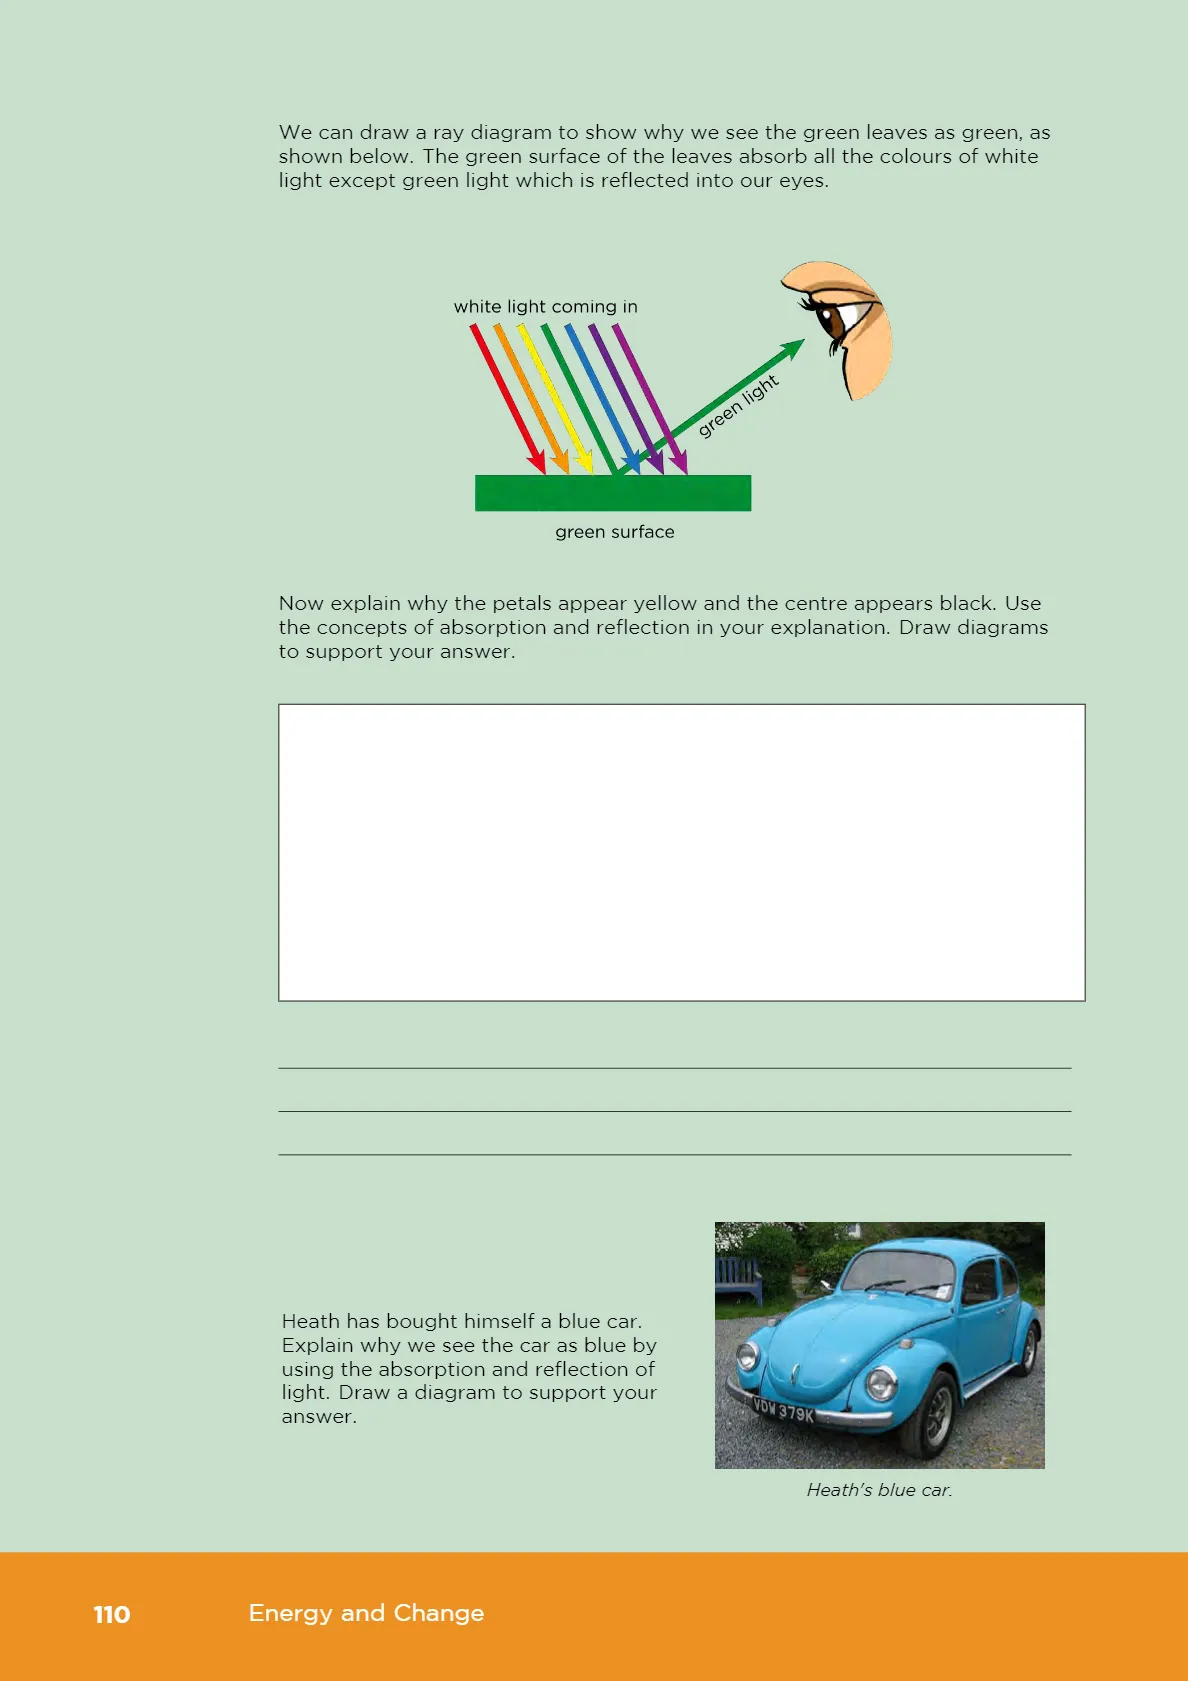 We can draw a ray diagram to show why we see the green leaves as green, as
shown below. The green surface of the leaves absorb all the colours of white
light except green light which is reflected into our eyes.
white light coming in
green light
green surface
Now explain why the petals appear yellow and the centre appears black. Use
the concepts of absorption and reflection in your explanation. Draw diagrams
to support your answer.
Heath has bought himself a blue car.
Explain why we see the car as blue by
using the absorption and reflection of
light. Draw a diagram to support your
answer.
VDW 379K
Heath's blue car.
110
Energy and Change